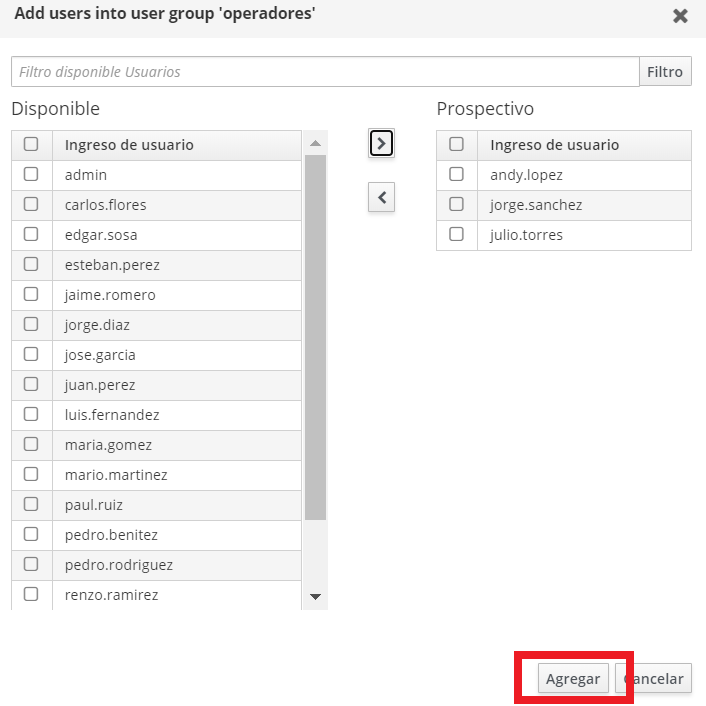 Add users into user group 'operadores'
Filtro disponible Usuarios
Filtro
Disponible
Ingreso de usuario
admin
carlos.flores
edgar.sosa
esteban.perez
jaime.romero
jorge.diaz
jose.garcia
juan.perez
luis.fernandez
maria.gomez
mario.martinez
paul.ruiz
pedro.benitez
pedro.rodriguez
renzo.ramirez
Prospectivo
Ingreso de usuario
andy.lopez
jorge.sanchez
julio.torres
Agregar
Cancelar